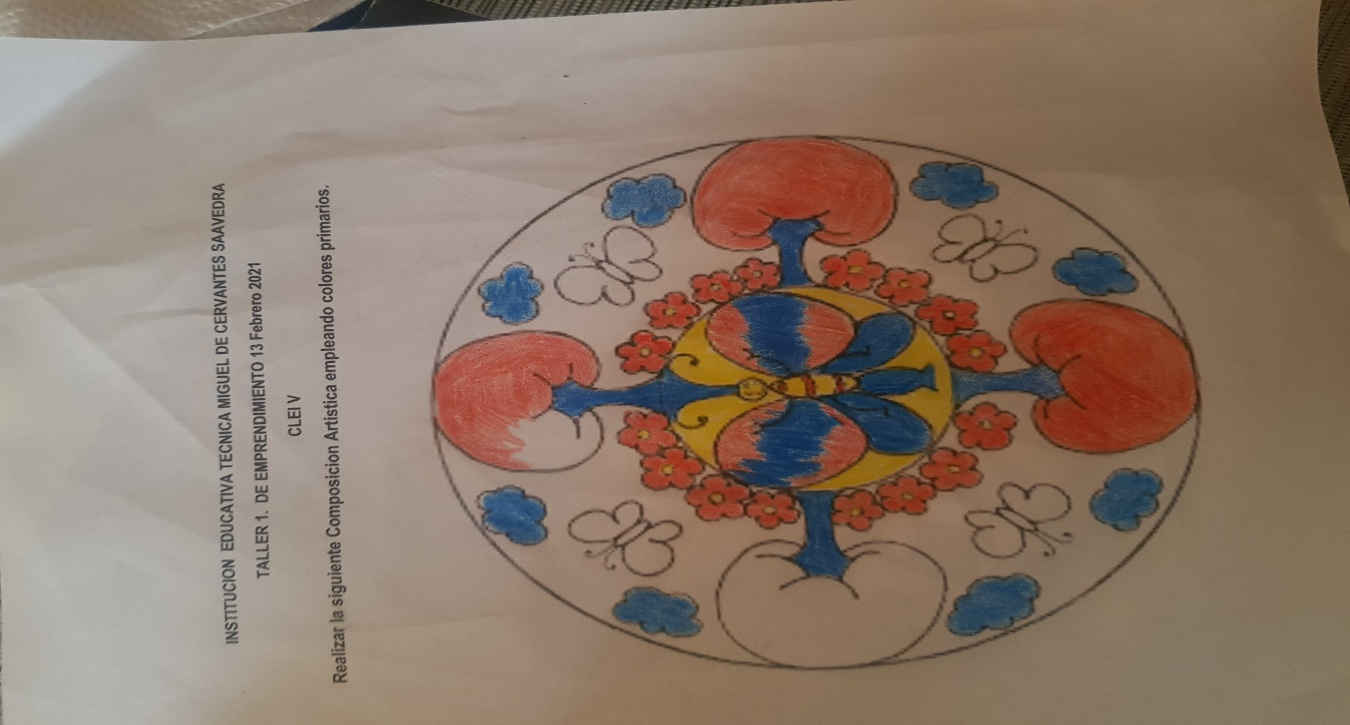 INSTITUCION EDUCATIVA TECNICA MIGUEL DE CERVANTES SAAVEDRA
TALLER 1. DE EMPRENDIMIENTO 13 Febrero 2021
CLEI V
Realizar la siguiente Composicion Artistica empleando colores primarios.